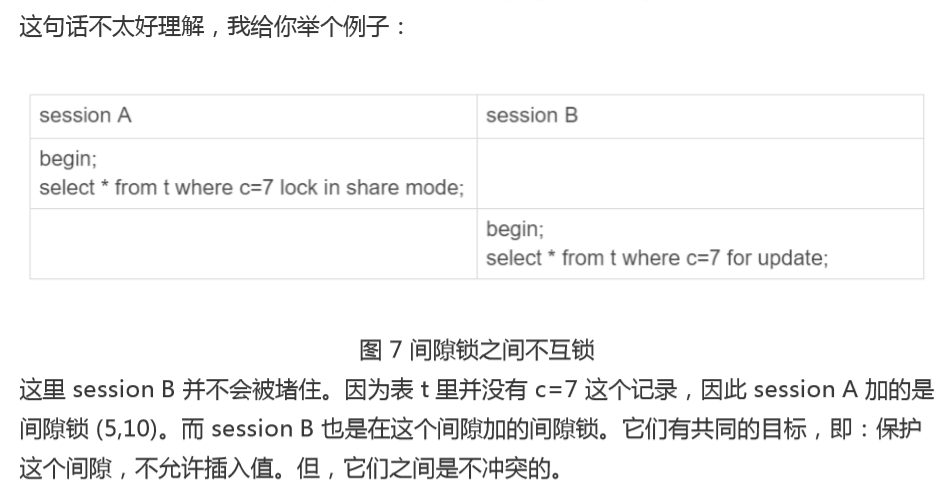 这句话不太好理解，我给你举个例子：
session A
session B
begin;
select * from t where c=7 lock in share mode;
begin;
select * from t where c=7 for update;
图 7 间隙锁之间不互锁
这里 session B 并不会被堵住。因为表 t 里并没有 c=7 这个记录，因此 session A 加的是
间隙锁 (5,10)。而 session B 也是在这个间隙加的间隙锁。它们有共同的目标，即：保护
这个间隙，不允许插入值。但，它们之间是不冲突的。